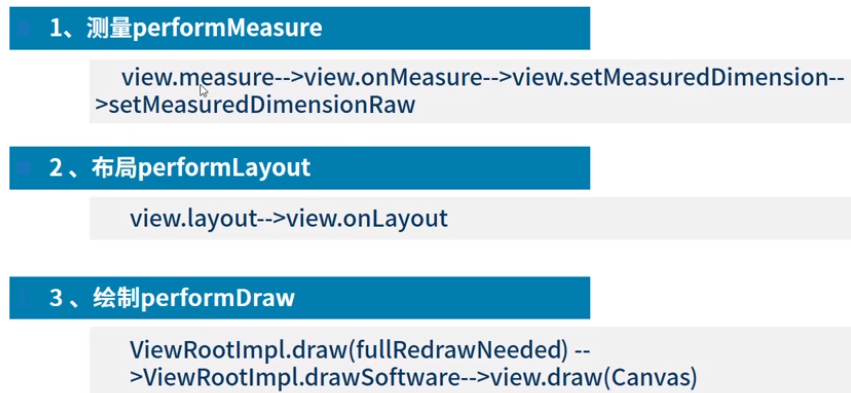 1、测量performMeasure
view.measure-->view.onMeasure-->view.setMeasuredDimension--
>setMeasuredDimensionRaw
2 、布局performLayout
view.layout-->view.onLayout
3 、绘制performDraw
ViewRootImpl.draw(fullRedrawNeeded) --
>ViewRootImpl.drawSoftware-->view.draw(Canvas)